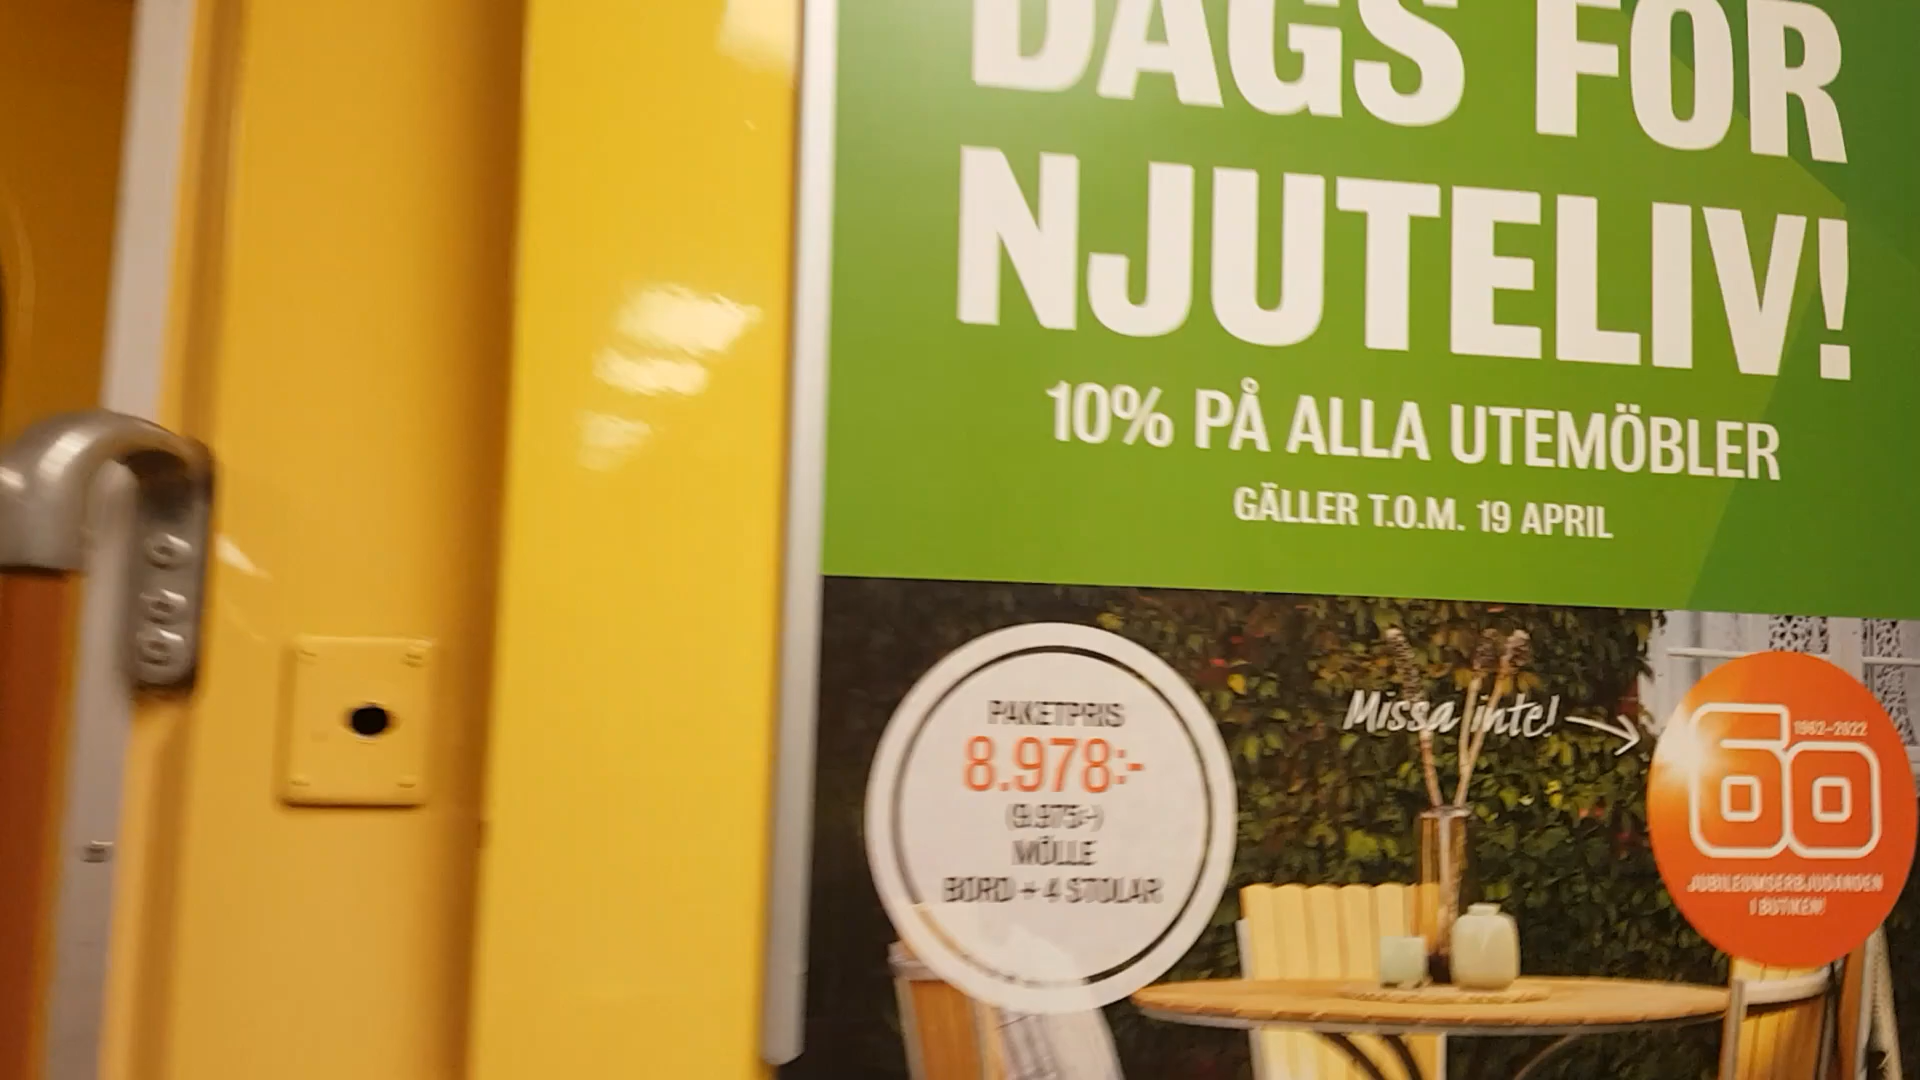 DAGS FÖR
NJUTELIV!
10% PÅ ALLA UTEMÖBLER
GÄLLER T.O.M. 19 APRIL
PAKETPRIS
8.978:-
(9.975:-)
MÖLLE
BORD + 4 STOLAR
Missa inte!
1962-2022
60
JUBILEUMSERBJUDANDEN
I BUTIKEN!